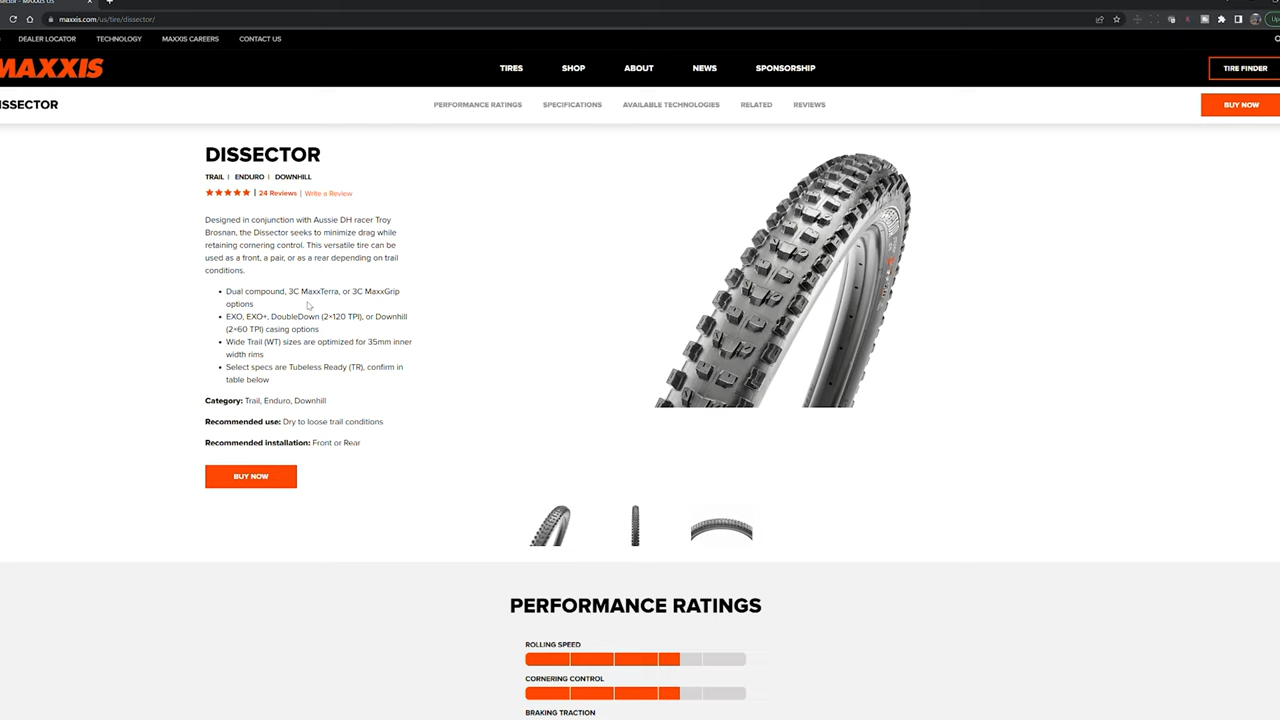 maxxis.com/us/tire/dissector/
DEALER LOCATOR TECHNOLOGY MAXXIS CAREERS CONTACT US
MAXXIS TIRES SHOP ABOUT NEWS SPONSORSHIP TIRE FINDER
ISSECTOR PERFORMANCE RATINGS SPECIFICATIONS AVAILABLE TECHNOLOGIES RELATED REVIEWS BUY NOW
DISSECTOR
TRAIL | ENDURO | DOWNHILL
| 24 Reviews | Write a Review
Designed in conjunction with Aussie DH racer Troy
Brosnan, the Dissector seeks to minimize drag while
retaining cornering control. This versatile tire can be
used as a front, a pair, or as a rear depending on trail
conditions.
• Dual compound, 3C MaxxTerra, or 3C MaxxGrip
options
• EXO, EXO+, DoubleDown (2×120 TPI), or Downhill
(2×60 TPI) casing options
• Wide Trail (WT) sizes are optimized for 35mm inner
width rims
• Select specs are Tubeless Ready (TR), confirm in
table below
Category: Trail, Enduro, Downhill
Recommended use: Dry to loose trail conditions
Recommended installation: Front or Rear
BUY NOW
PERFORMANCE RATINGS
ROLLING SPEED
CORNERING CONTROL
BRAKING TRACTION